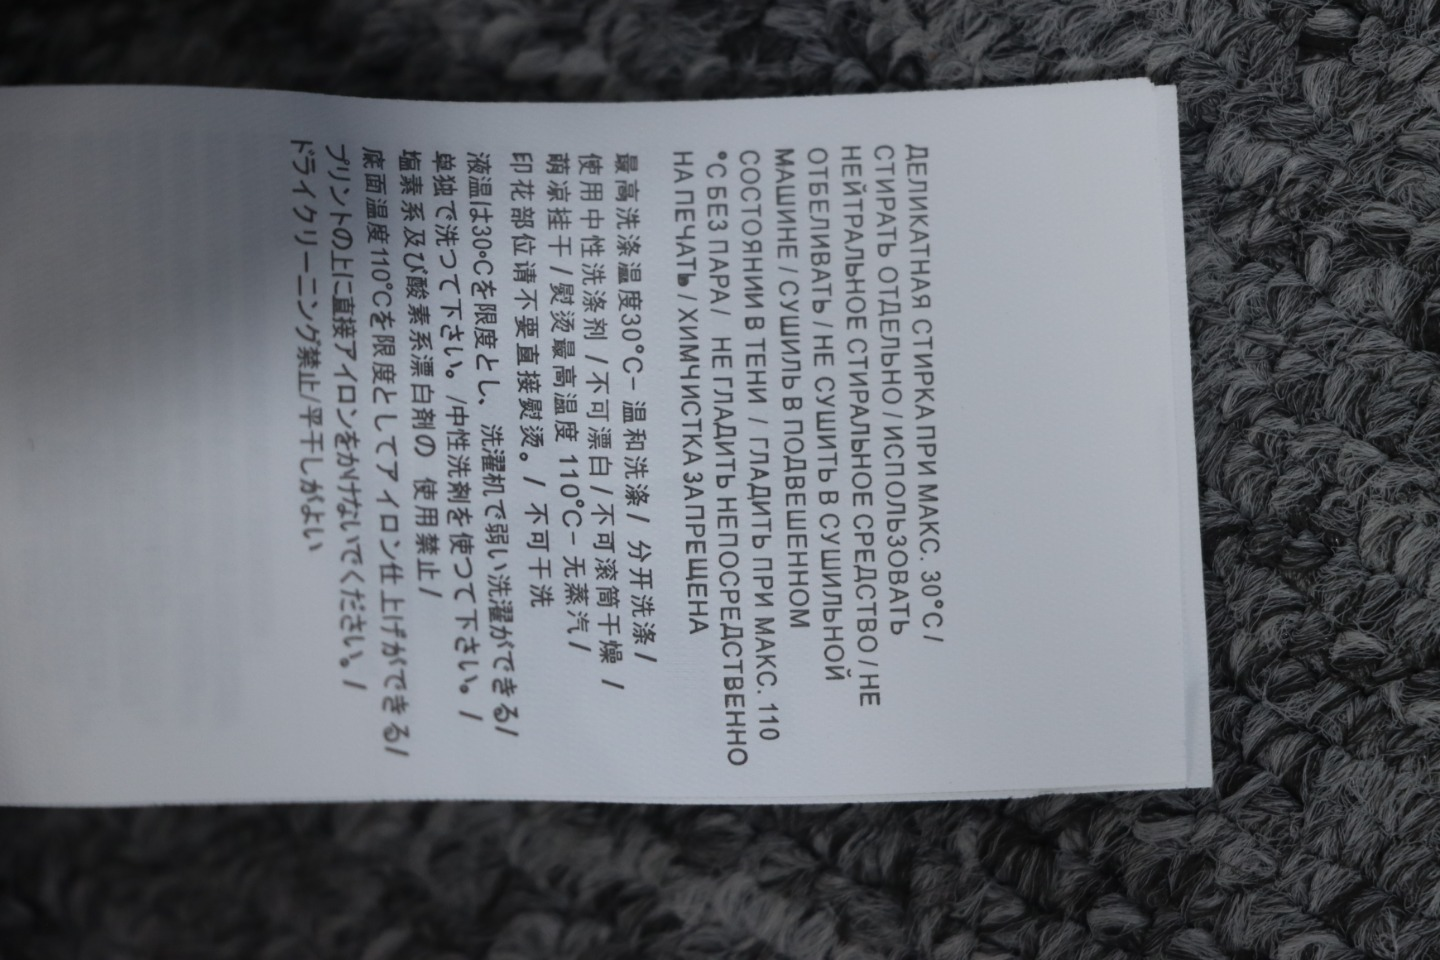 ДЕЛИКАТНАЯ СТИРКА ПРИ МАКС. 30°C /
СТИРАТЬ ОТДЕЛЬНО / ИСПОЛЬЗОВАТЬ
НЕЙТРАЛЬНОЕ СТИРАЛЬНОЕ СРЕДСТВО / НЕ
ОТБЕЛИВАТЬ / НЕ СУШИТЬ В СУШИЛЬНОЙ
МАШИНЕ / СУШИЛЬ В ПОДВЕШЕННОМ
СОСТОЯНИИ В ТЕНИ / ГЛАДИТЬ ПРИ МАКС. 110
°C БЕЗ ПАРА / НЕ ГЛАДИТЬ НЕПОСРЕДСТВЕННО
НА ПЕЧАТЬ / ХИМЧИСТКА ЗАПРЕЩЕНА
最高洗涤温度30°C – 温和洗涤 / 分开洗涤 /
使用中性洗涤剂 / 不可漂白 / 不可滚筒干燥 /
荫凉挂干 / 熨烫最高温度 110°C – 无蒸汽 /
印花部位请不要直接熨烫。/ 不可干洗
液温は30°Cを限度とし、洗濯机で弱い洗濯ができる/
单独で洗つて下さい。/中性洗剤を使つて下さい。/
塩素系及び酸素系漂白剤の 使用禁止/
底面温度110°Cを限度としてアイロン仕上げができる/
プリントの上に直接アイロンをかけないでください。/
ドライクリーニング禁止/平干しがよい